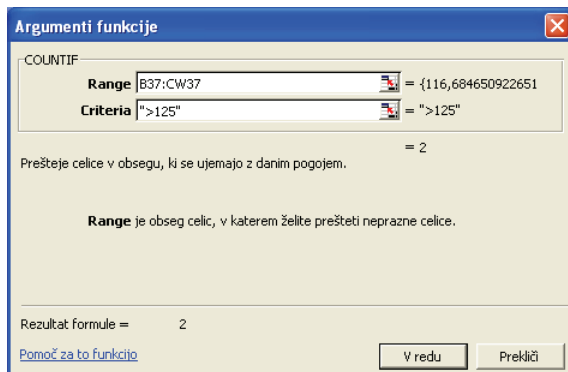 Argumenti funkcije
COUNTIF
Range B37:CW37 = {116,684650922651
Criteria ">125" = ">125"
= 2
Prešteje celice v obsegu, ki se ujemajo z danim pogojem.
Range je obseg celic, v katerem želite prešteti neprazne celice.
Rezultat formule = 2
Pomoč za to funkcijo V redu Prekliči